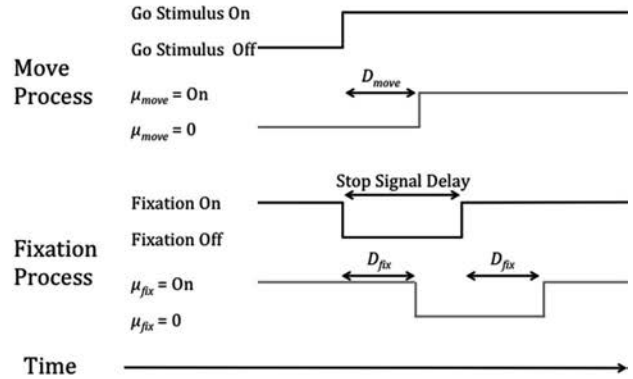 Go Stimulus On
Go Stimulus Off
Move
Process
D_move
μ_move = On
μ_move = 0
Stop Signal Delay
Fixation On
Fixation Off
Fixation
Process
D_fix
D_fix
μ_fix = On
μ_fix = 0
Time